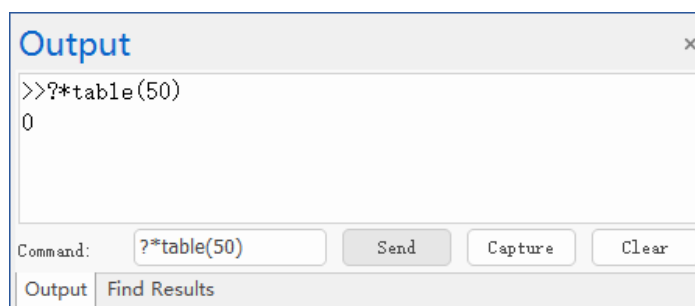 Output
×
>>?*table(50)
0
Command: ?*table(50) Send Capture Clear
Output Find Results